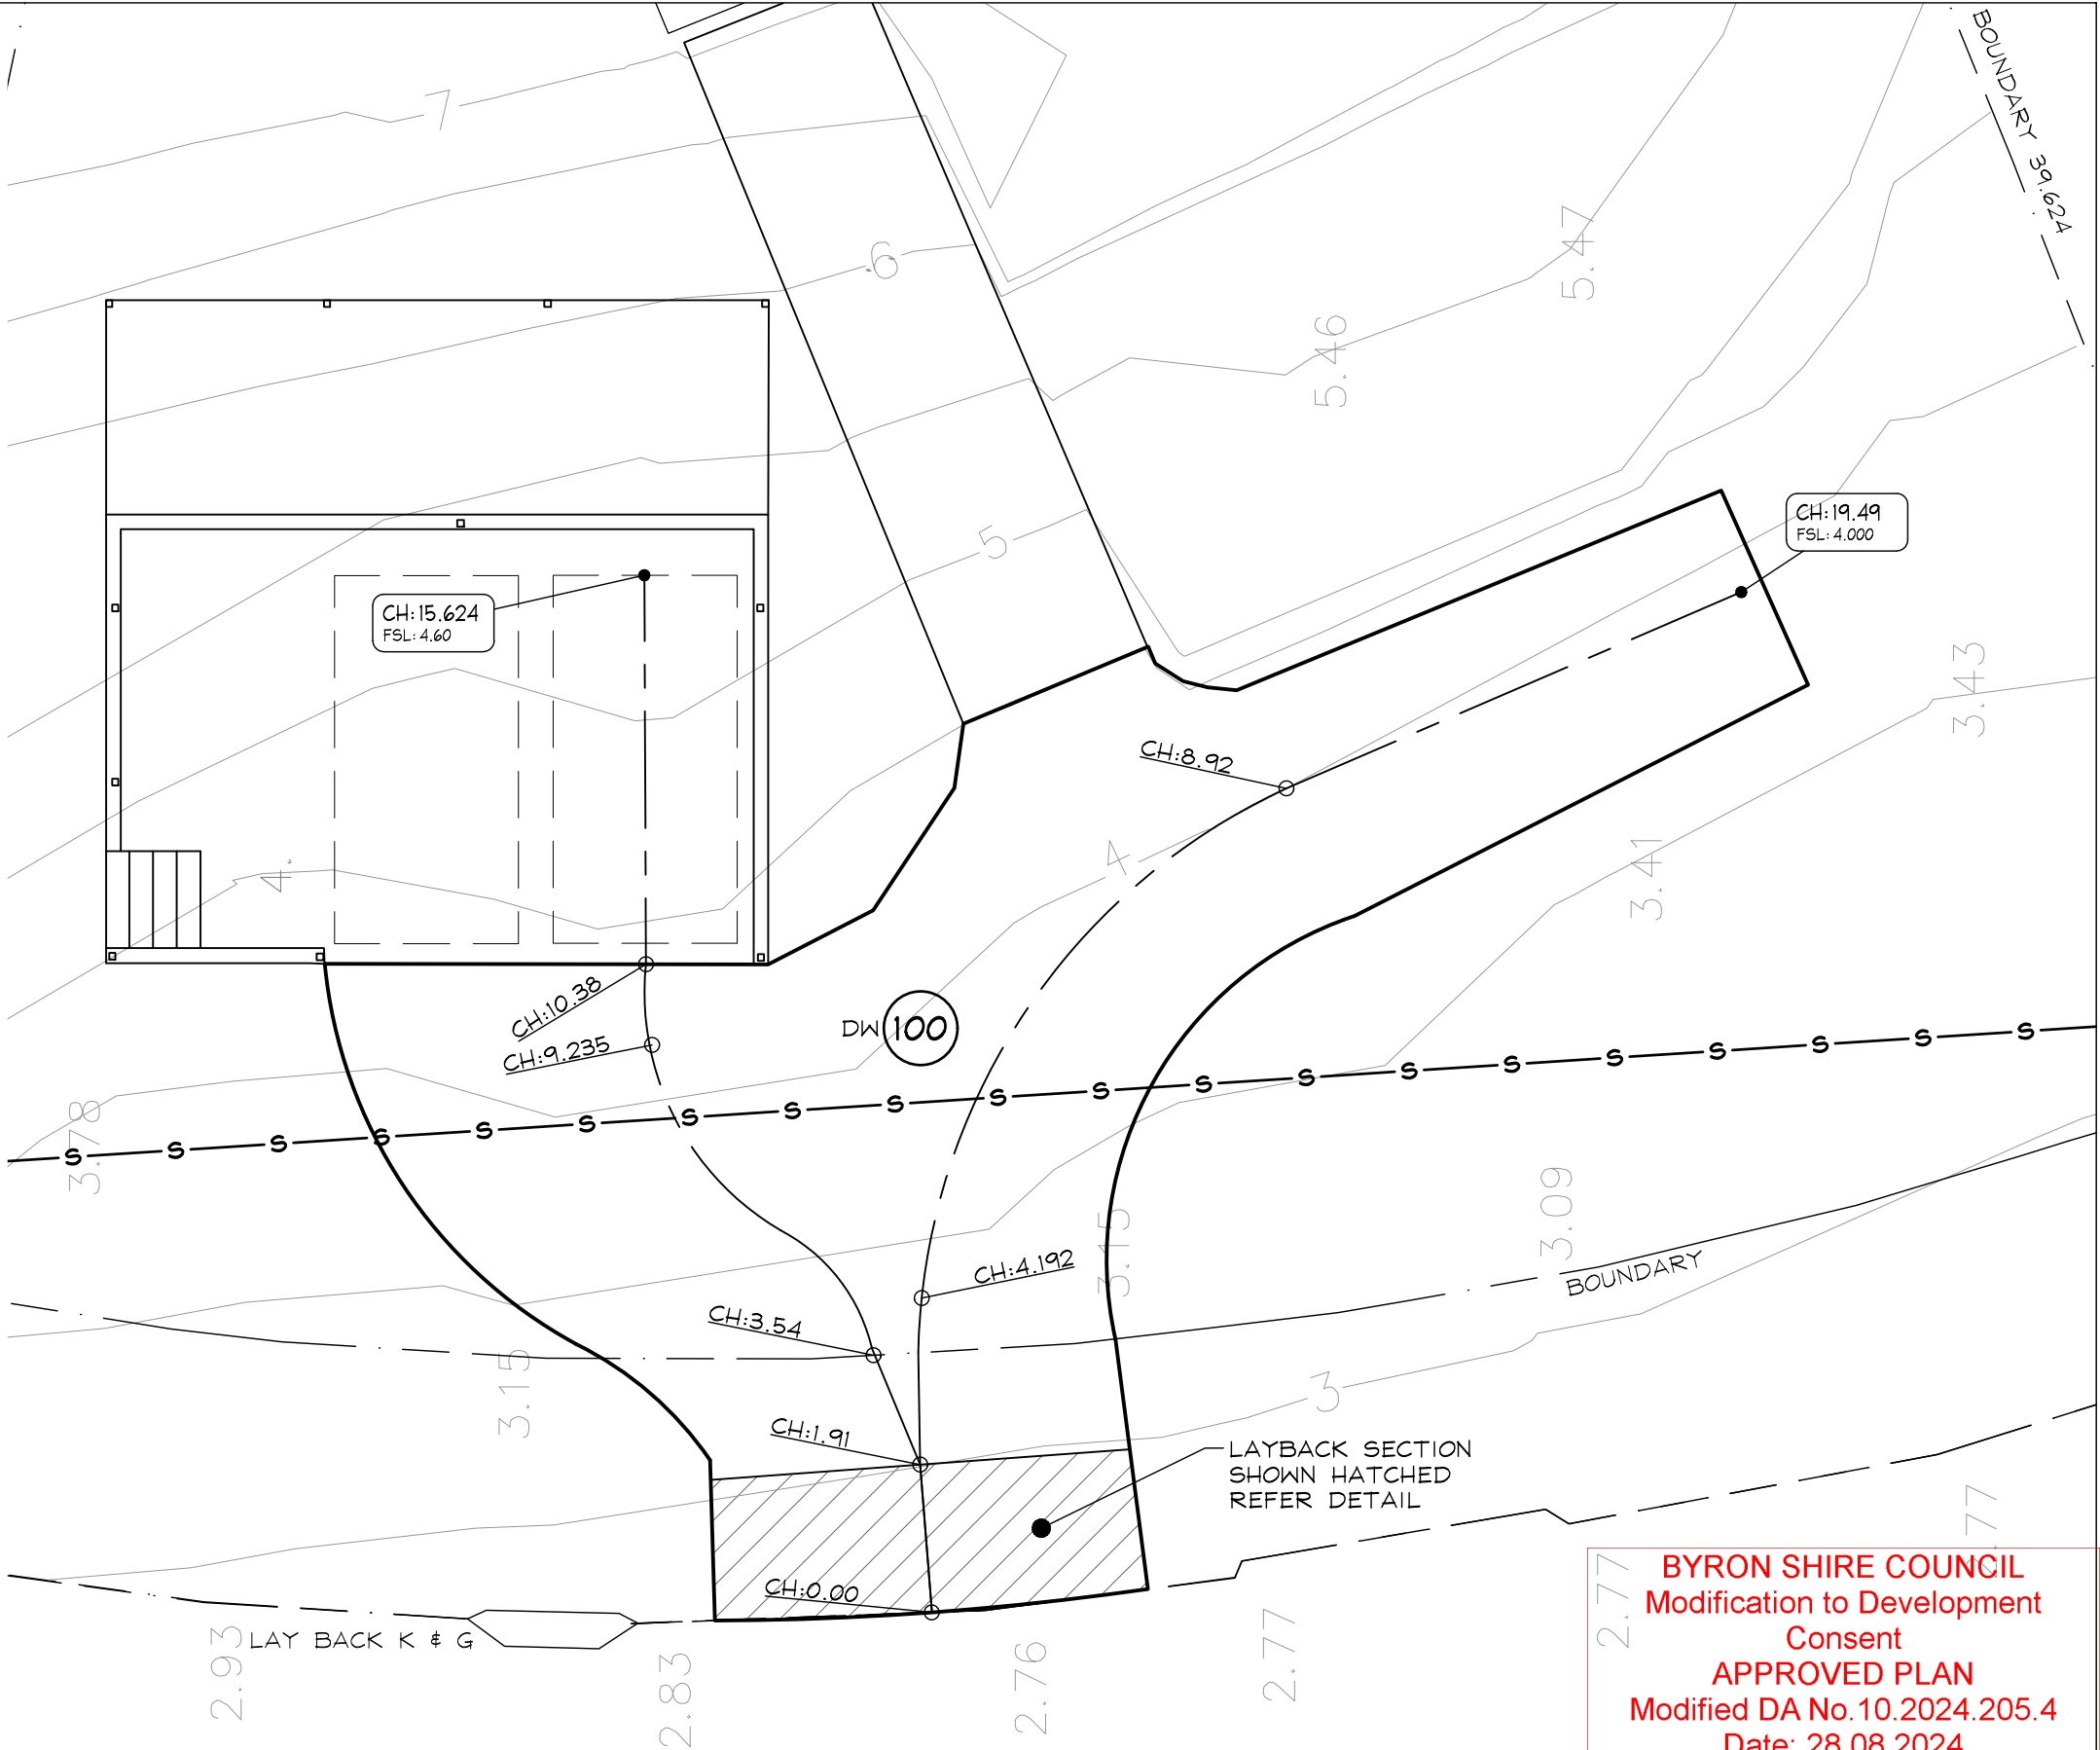 BOUNDARY 39.624
7
6
5.47
5.46
5
CH:19.49
FSL: 4.000
CH:15.624
FSL: 4.60
3.43
CH:8.92
4
4.
3.41
CH:10.38
CH:9.235
DW 100
S S S S S S S S S S S S S S S S S S S S
3.78
3.15
3.09
BOUNDARY
CH:4.192
CH:3.54
3.15
3
CH:1.91
LAYBACK SECTION
SHOWN HATCHED
REFER DETAIL
CH:0.00
LAY BACK K & G
2.93
2.83
2.76
2.77
2.77
2.77
BYRON SHIRE COUNCIL
Modification to Development
Consent
APPROVED PLAN
Modified DA No.10.2024.205.4
Date: 28.08.2024